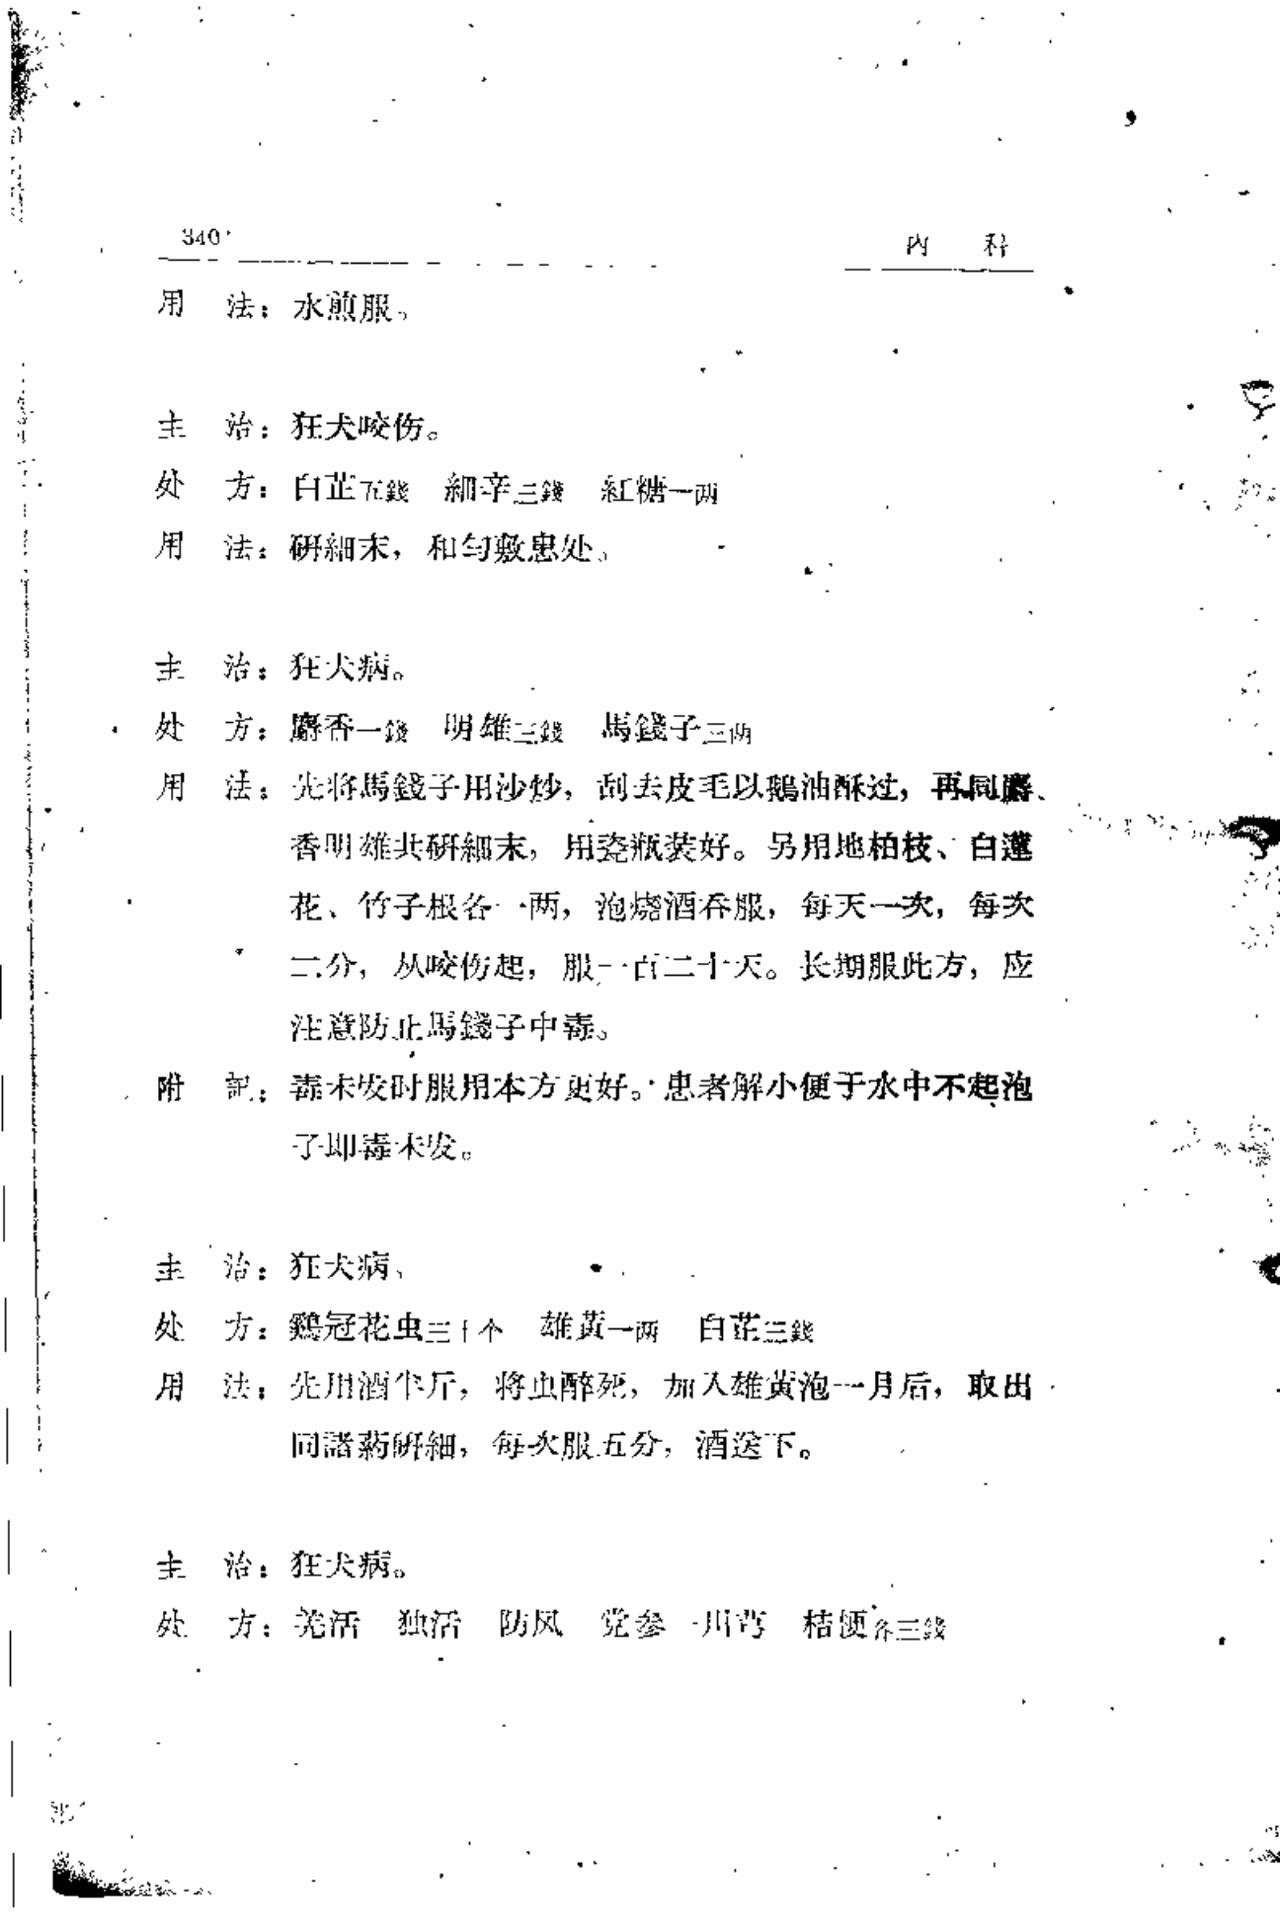 340
内　科
用　法：水煎服。
主　治：狂犬咬伤。
处　方：白芷五錢　細辛三錢　紅糖一两
用　法：研細末，和匀敷患处。
主　治：狂犬病。
处　方：麝香一錢　明雄三錢　馬錢子三两
用　法：先将馬錢子用沙炒，刮去皮毛以鵝油酥过，再同麝
香明雄共研細末，用瓷瓶装好。另用地柏枝、白蓮
花、竹子根各一两，泡燒酒吞服，每天一次，每次
二分，从咬伤起，服一百二十天。长期服此方，应
注意防止馬錢子中毒。
附　記：毒未发时服用本方更好。患者解小便于水中不起泡
子即毒未发。
主　治：狂犬病。
处　方：鷄冠花虫三十个　雄黄一两　白芷三錢
用　法：先用酒半斤，将虫醉死，加入雄黄泡一月后，取出
同諸葯研細，每次服五分，酒送下。
主　治：狂犬病。
处　方：羌活　独活　防风　党参　川芎　桔梗各三錢